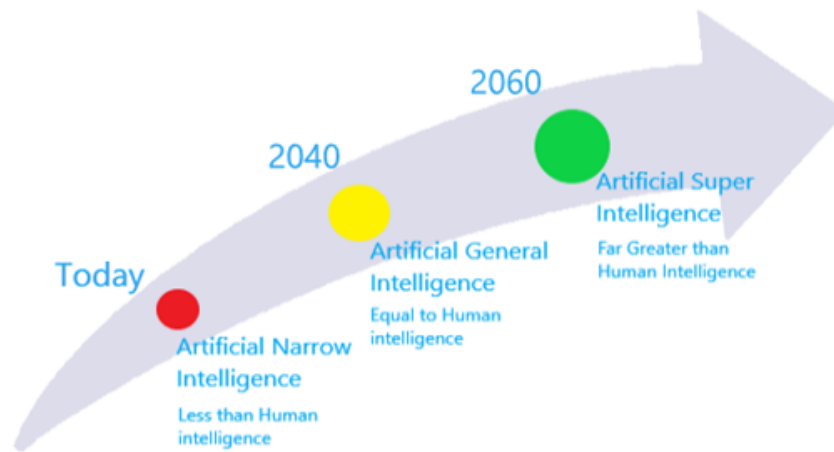 Today
Artificial Narrow
Intelligence
Less than Human
intelligence
2040
Artificial General
Intelligence
Equal to Human
intelligence
2060
Artificial Super
Intelligence
Far Greater than
Human Intelligence